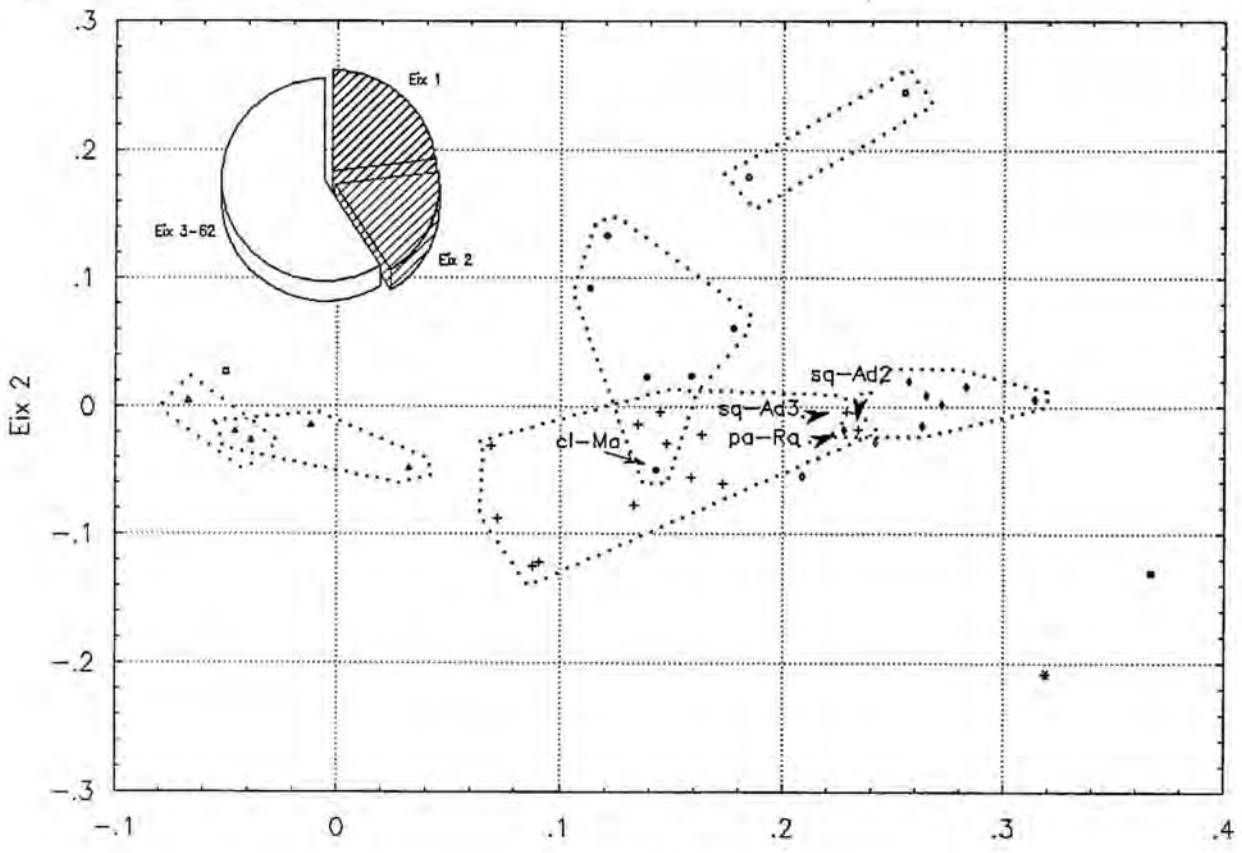 .3
.2
.1
0
-.1
-.2
-.3
Eix 2
Eix 1
Eix 3-62
Eix 2
sq-Ad2
sq-Ad3
cl-Ma
pa-Ra
-.1
0
.1
.2
.3
.4